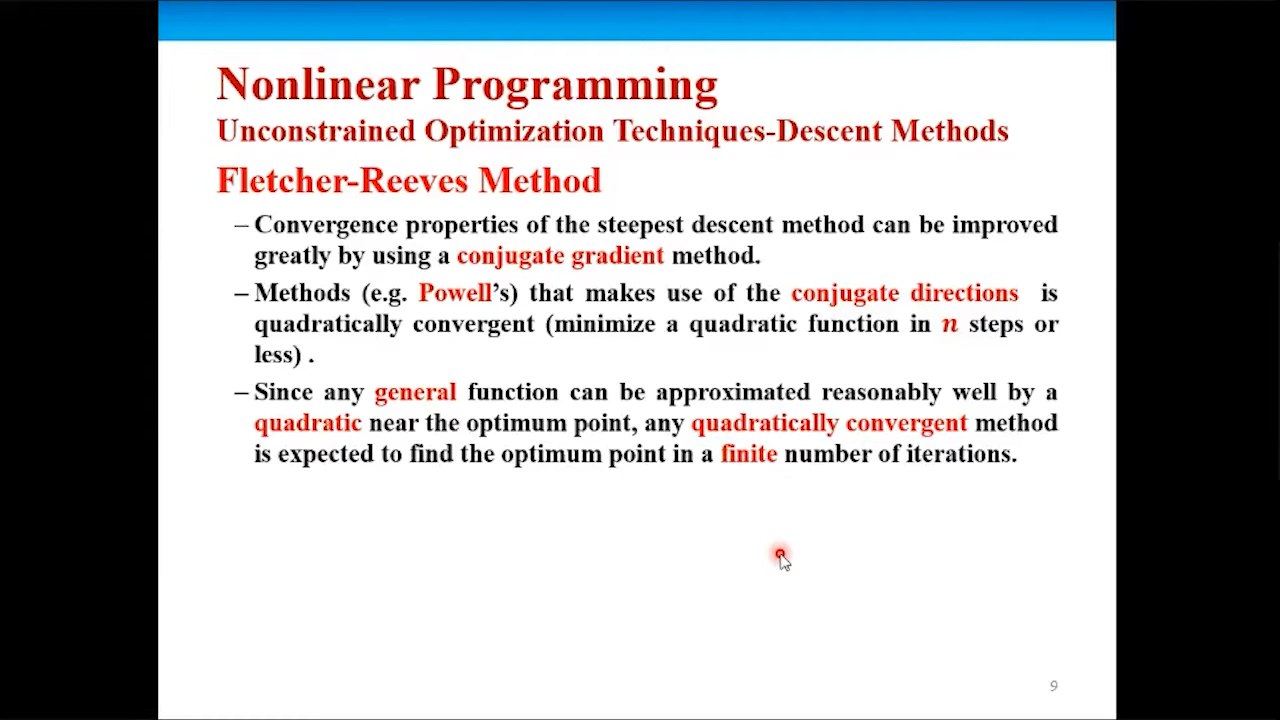 Nonlinear Programming
Unconstrained Optimization Techniques-Descent Methods
Fletcher-Reeves Method
– Convergence properties of the steepest descent method can be improved
greatly by using a conjugate gradient method.
– Methods (e.g. Powell’s) that makes use of the conjugate directions is
quadratically convergent (minimize a quadratic function in n steps or
less) .
– Since any general function can be approximated reasonably well by a
quadratic near the optimum point, any quadratically convergent method
is expected to find the optimum point in a finite number of iterations.
9